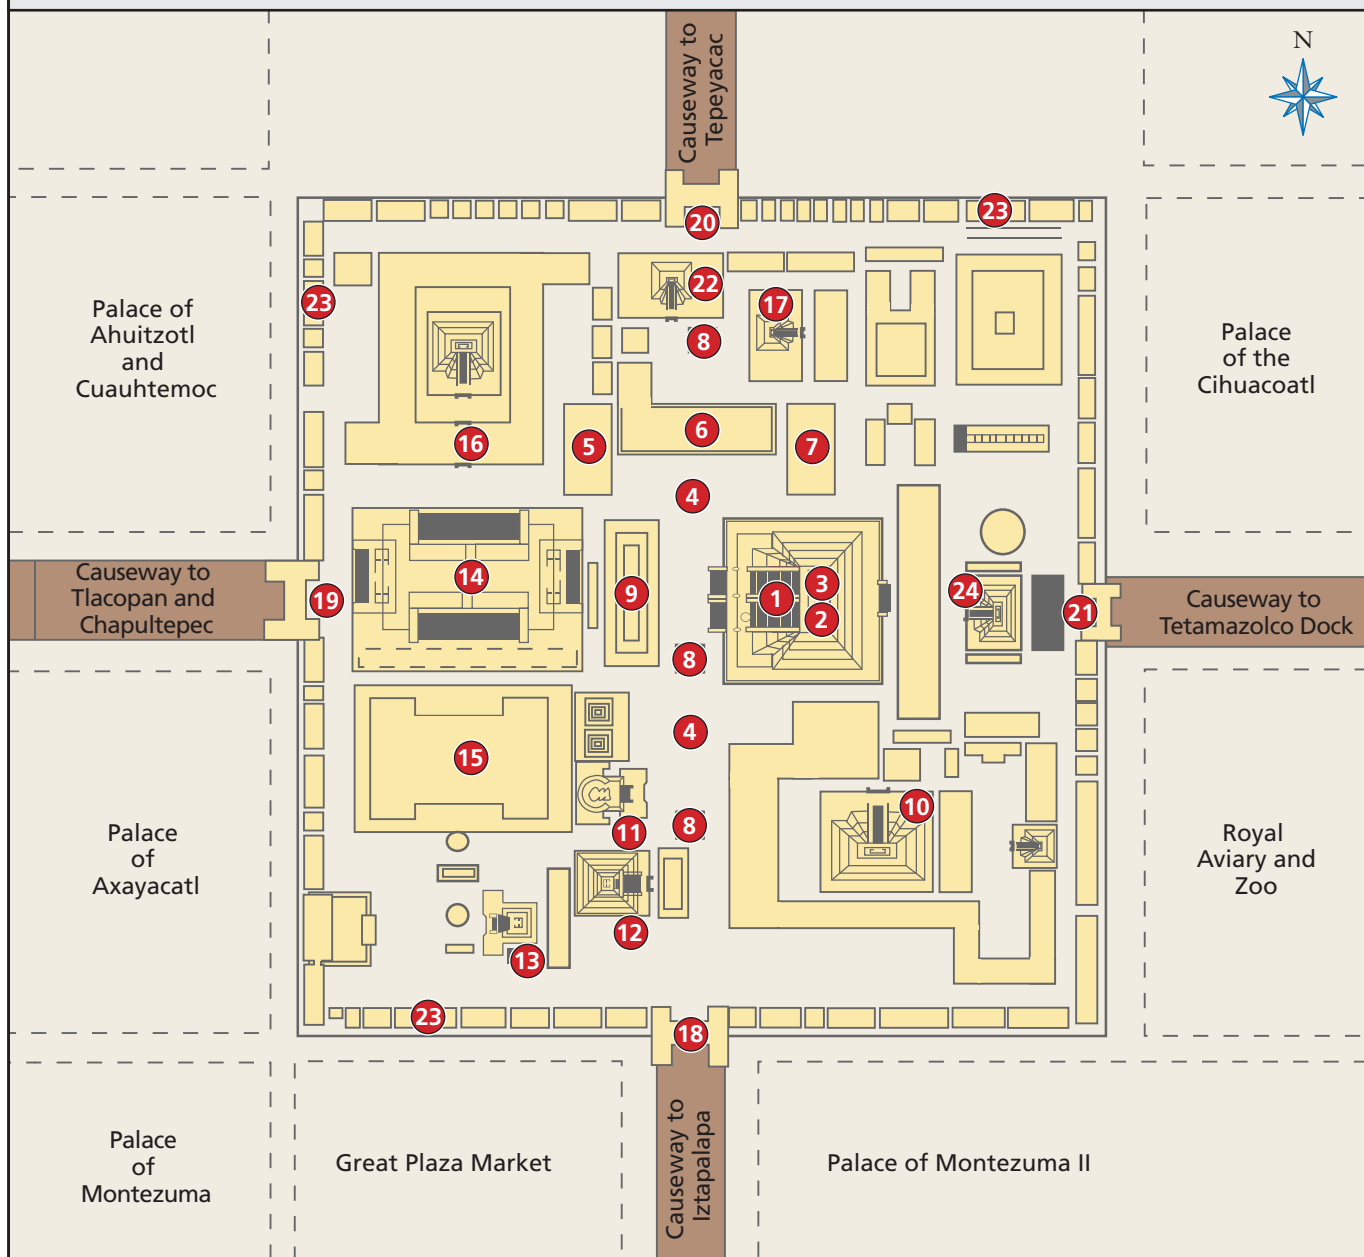 N
Causeway to
Tepeyacac
20
23
23
22
17
8
Palace of
Ahuitzotl
and
Cuauhtemoc
Palace
of the
Cihuacoatl
16
5
6
7
4
Causeway to
Tlacopan and
Chapultepec
19
14
9
1
3
2
24
21
Causeway to
Tetamazolco Dock
8
4
15
10
11
8
Palace
of
Axayacatl
Royal
Aviary and
Zoo
12
13
23
18
Palace
of
Montezuma
Great Plaza Market
Causeway to
Iztapalapa
Palace of Montezuma II